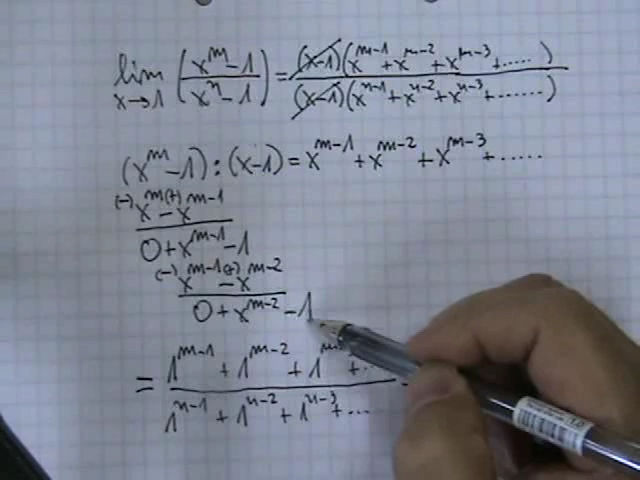 lim x→1 (x^m − 1 / x^n − 1) = (x−1)(x^{m−1} + x^{m−2} + x^{m−3} + .....) / (x−1)(x^{n−1} + x^{n−2} + x^{n−3} + ......)
(x^m − 1) : (x−1) = x^{m−1} + x^{m−2} + x^{m−3} + .....
(−) x^m (+) − x^{m−1}
0 + x^{m−1} − 1
(−) x^{m−1} (+) − x^{m−2}
0 + x^{m−2} − 1
= 1^{m−1} + 1^{m−2} + 1 + .. / 1^{n−1} + 1^{n−2} + 1^{n−3} + ...